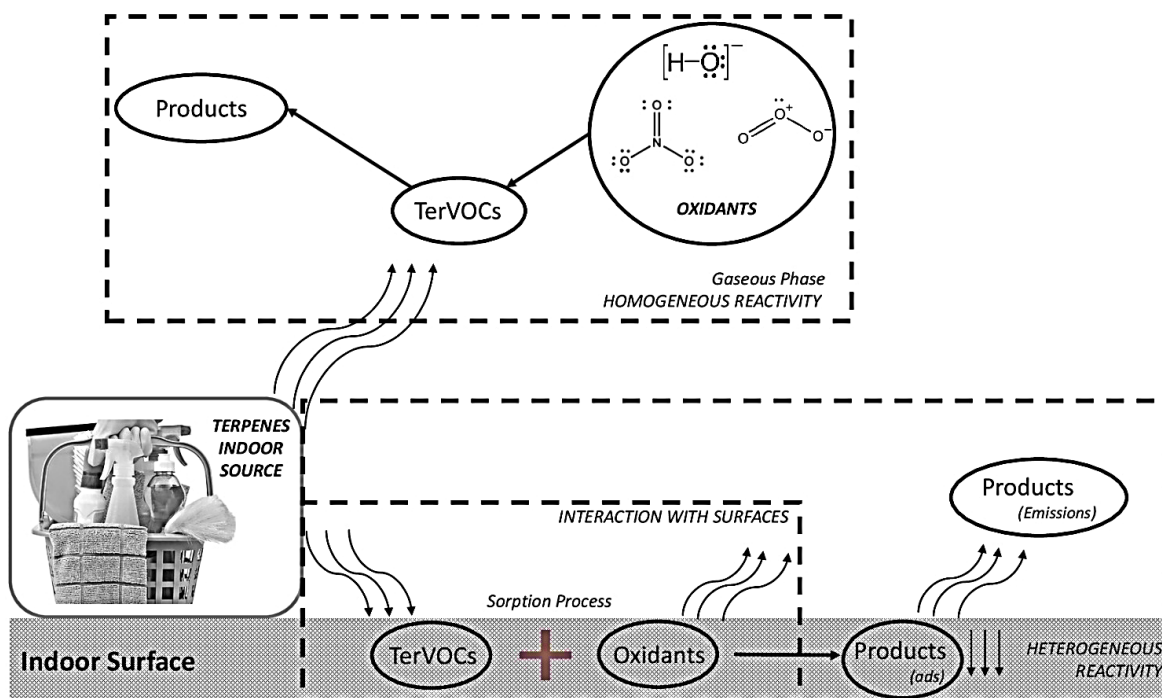 [H–O]−
O
N
O
O
O
O+
O−
Products
TerVOCs
OXIDANTS
Gaseous Phase
HOMOGENEOUS REACTIVITY
TERPENES
INDOOR
SOURCE
INTERACTION WITH SURFACES
Products
(Emissions)
Sorption Process
Indoor Surface
TerVOCs
+
Oxidants
Products
(ads)
HETEROGENEOUS
REACTIVITY